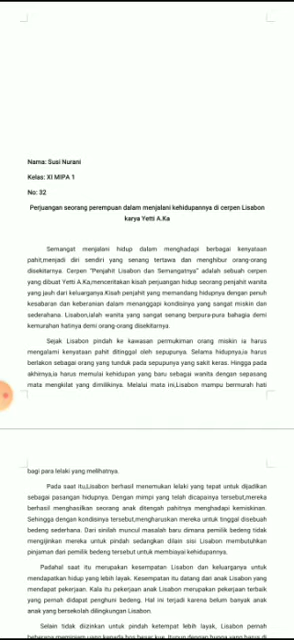 Nama: Susi Nurani
Kelas: XI MIPA 1
No: 32
Perjuangan seorang perempuan dalam menjalani kehidupannya di cerpen Lisabon
karya Yetti A.Ka
Semangat menjalani hidup dalam menghadapi berbagai kenyataan
pahit,menjadi diri sendiri yang senang tertawa dan menghibur orang-orang
disekitarnya. Cerpen "Penjahit Lisabon dan Semangatnya" adalah sebuah cerpen
yang dibuat Yetti A.Ka,menceritakan kisah perjuangan hidup seorang penjahit wanita
yang jauh dari keluarganya.Kisah penjahit yang memandang hidupnya dengan penuh
kesabaran dan keberanian dalam menanggapi kondisinya yang sangat miskin dan
sederhana. Lisabon,ialah wanita yang sangat senang berpura-pura bahagia demi
kemurahan hatinya demi orang-orang disekitarnya
Sejak Lisabon pindah ke kawasan permukiman orang miskin ia harus
mengalami kenyataan pahit ditinggal oleh sepupunya. Selama hidupnya,ia harus
berlakon sebagai orang yang tunduk pada sepupunya yang sakit keras. Hingga pada
akhirnya,ia harus memulai kehidupan yang baru sebagai wanita dengan sepasang
mata mengkilat yang dimilikinya. Melalui mata ini,Lisabon mampu bermurah hati
bagi para lelaki yang melihatnya.
Pada saat itu,Lisabon berhasil menemukan lelaki yang tepat untuk dijadikan
sebagai pasangan hidupnya. Dengan mimpi yang telah dicapainya tersebut,mereka
berhasil menghasilkan seorang anak ditengah pahitnya menghadapi kemiskinan.
Sehingga dengan kondisinya tersebut,mengharuskan mereka untuk tinggal disebuah
bedeng sederhana. Dari sinilah muncul masalah baru dimana pemilik bedeng tidak
mengijinkan mereka untuk pindah sedangkan dilain sisi Lisabon membutuhkan
pinjaman dari pemilik bedeng tersebut untuk membiayai kehidupannya.
Padahal saat itu merupakan kesempatan Lisabon dan keluarganya untuk
mendapatkan hidup yang lebih layak. Kesempatan itu datang dari anak Lisabon yang
mendapat pekerjaan. Kala itu pekerjaan anak Lisabon merupakan pekerjaan terbaik
yang pernah didapat penghuni bedeng. Hal ini terjadi karena belum banyak anak
anak yang bersekolah dilingkungan Lisabon.
Selain tidak diizinkan untuk pindah ketempat lebih layak, Lisabon pernah